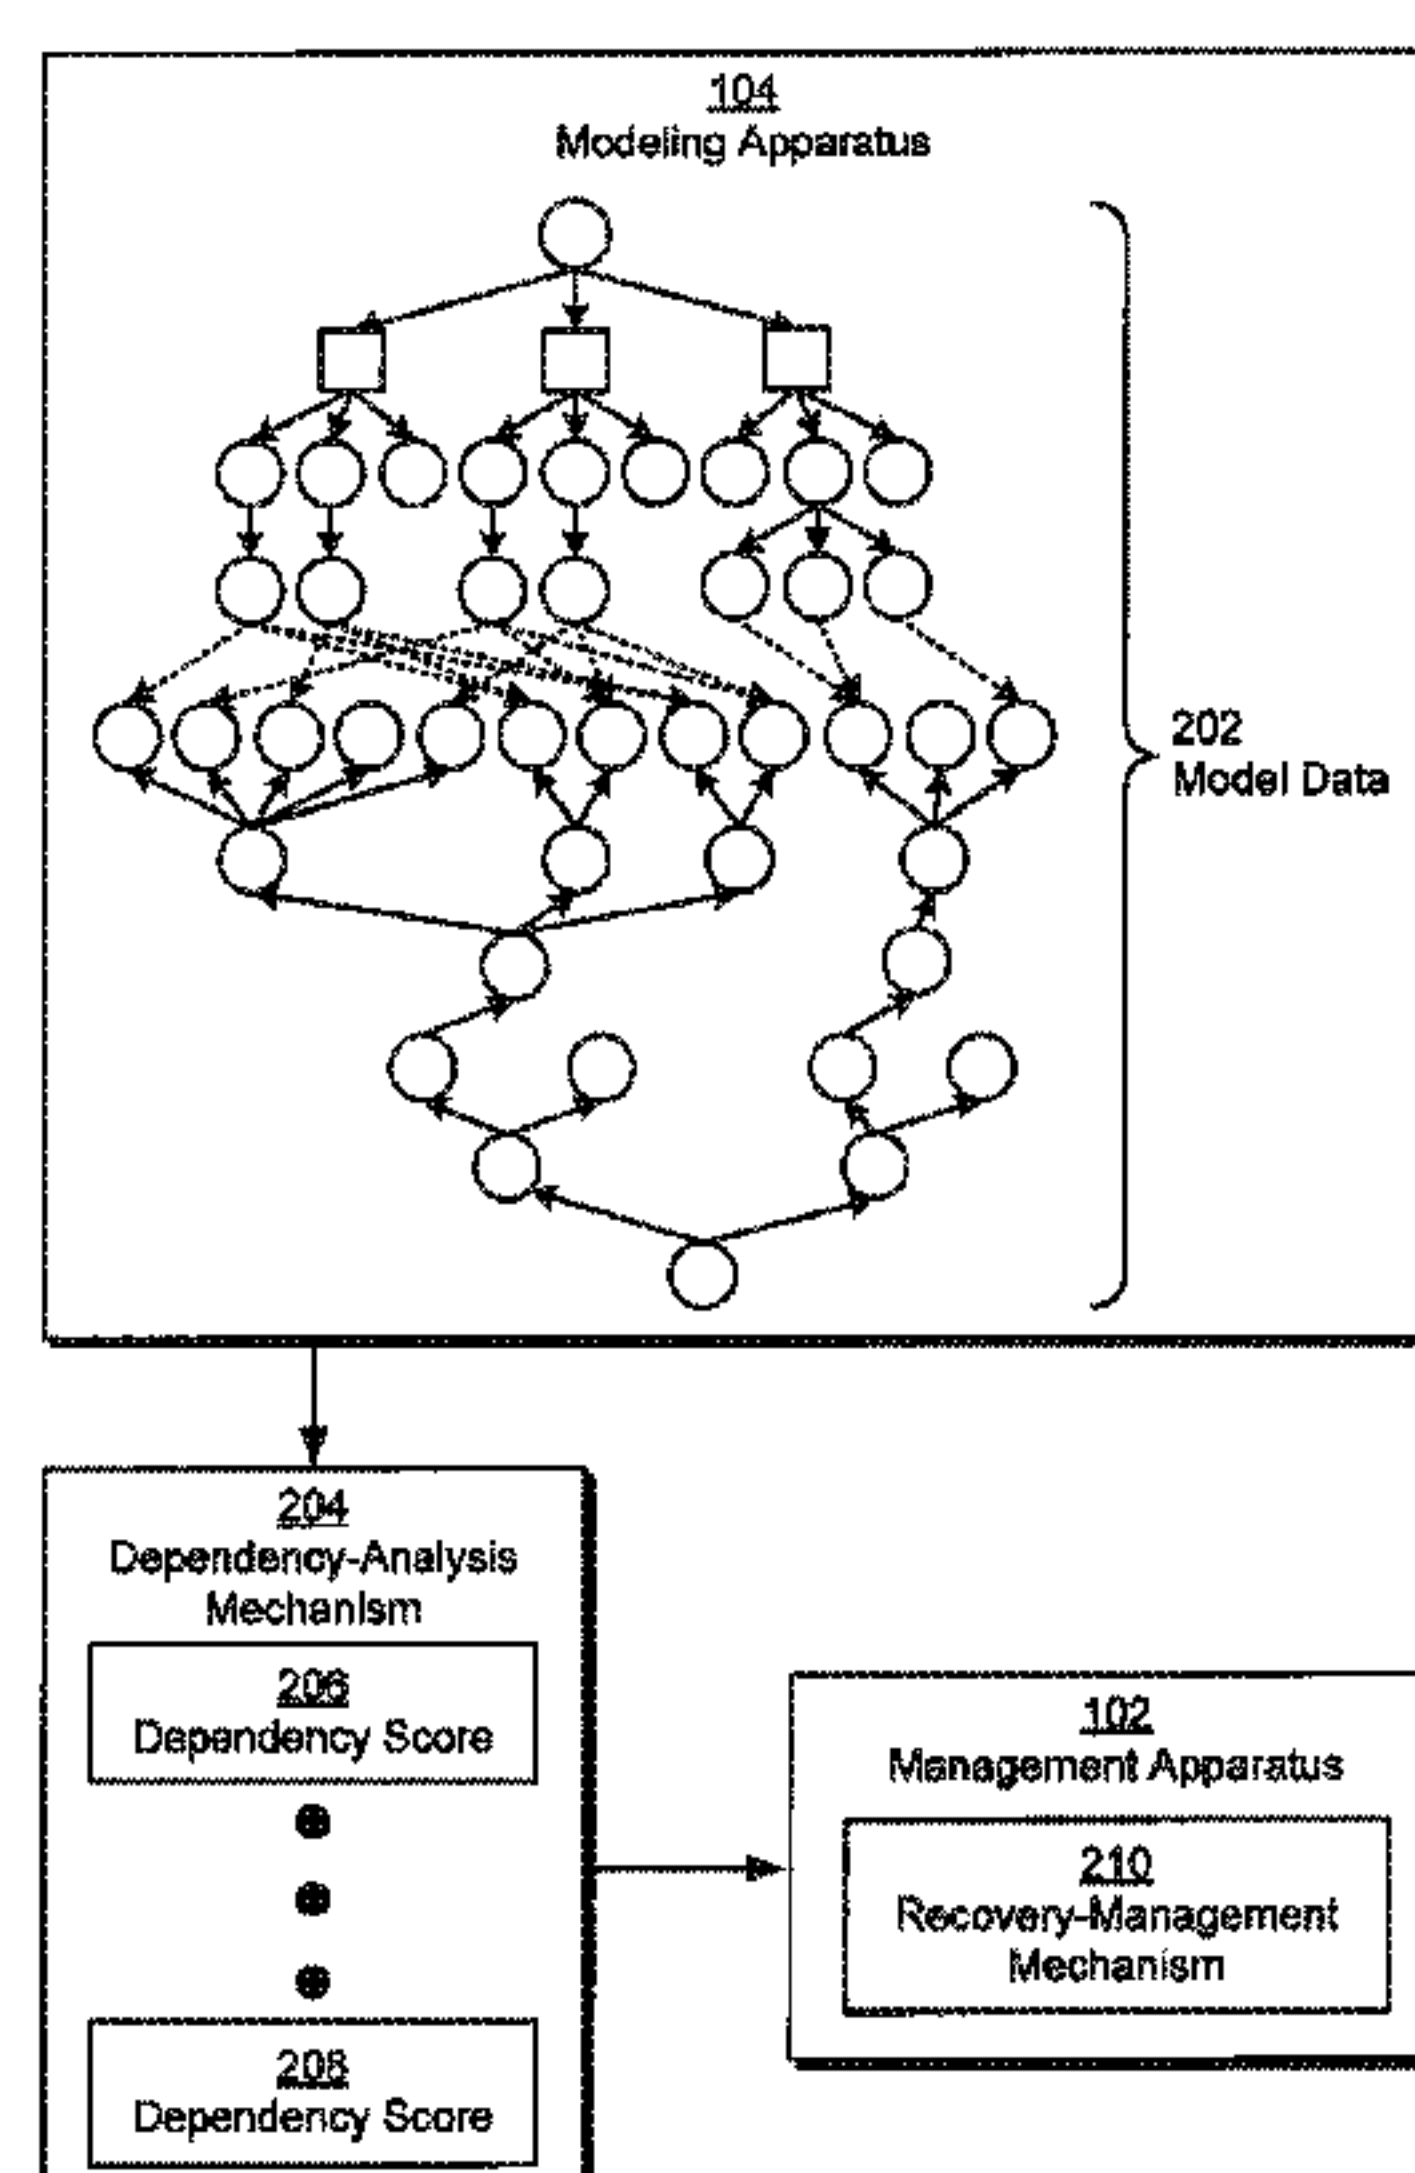 104
Modeling Apparatus
202
Model Data
204
Dependency-Analysis
Mechanism
206
Dependency Score
208
Dependency Score
102
Management Apparatus
210
Recovery-Management
Mechanism